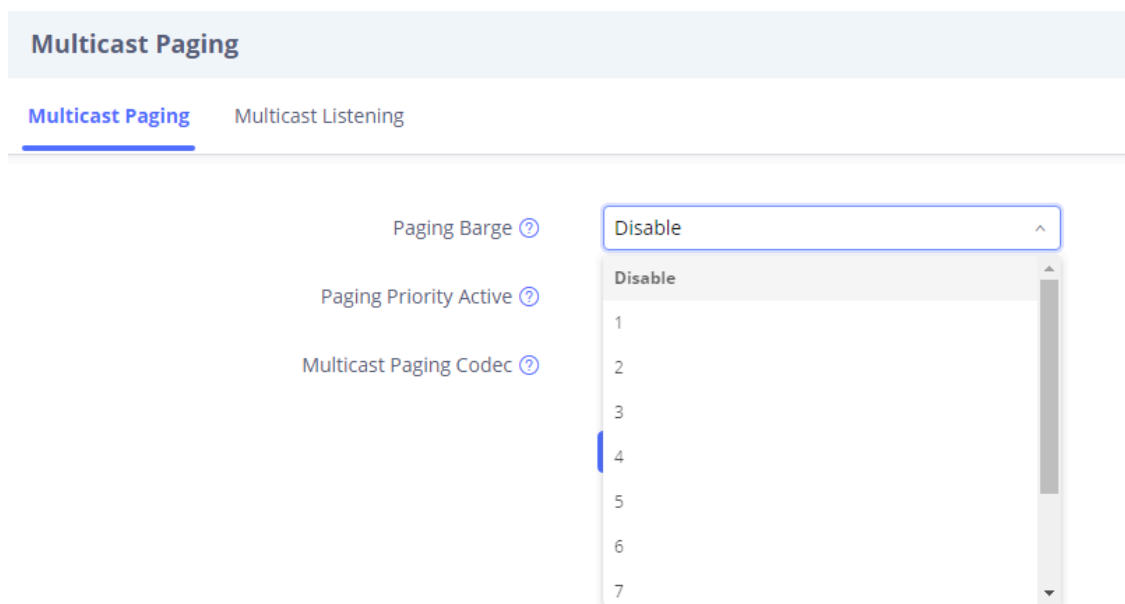 Multicast Paging
Multicast Paging Multicast Listening
Paging Barge Disable
Disable
Paging Priority Active
1
Multicast Paging Codec 2
3
4
5
6
7